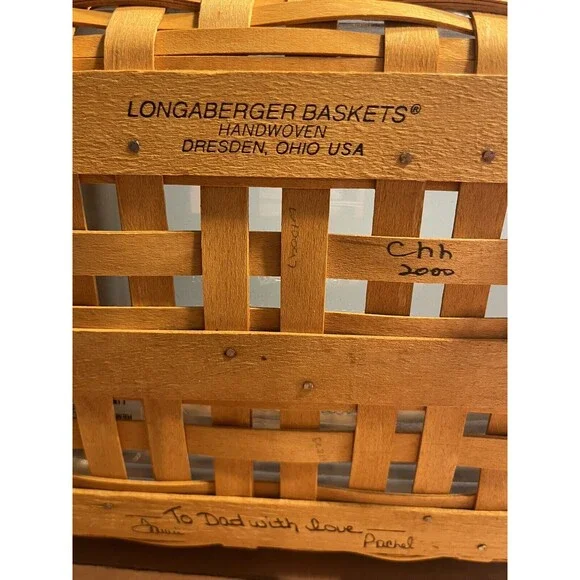 LONGABERGER BASKETS®
HANDWOVEN
DRESDEN, OHIO USA
Chh
2000
To Dad with love
Rachel